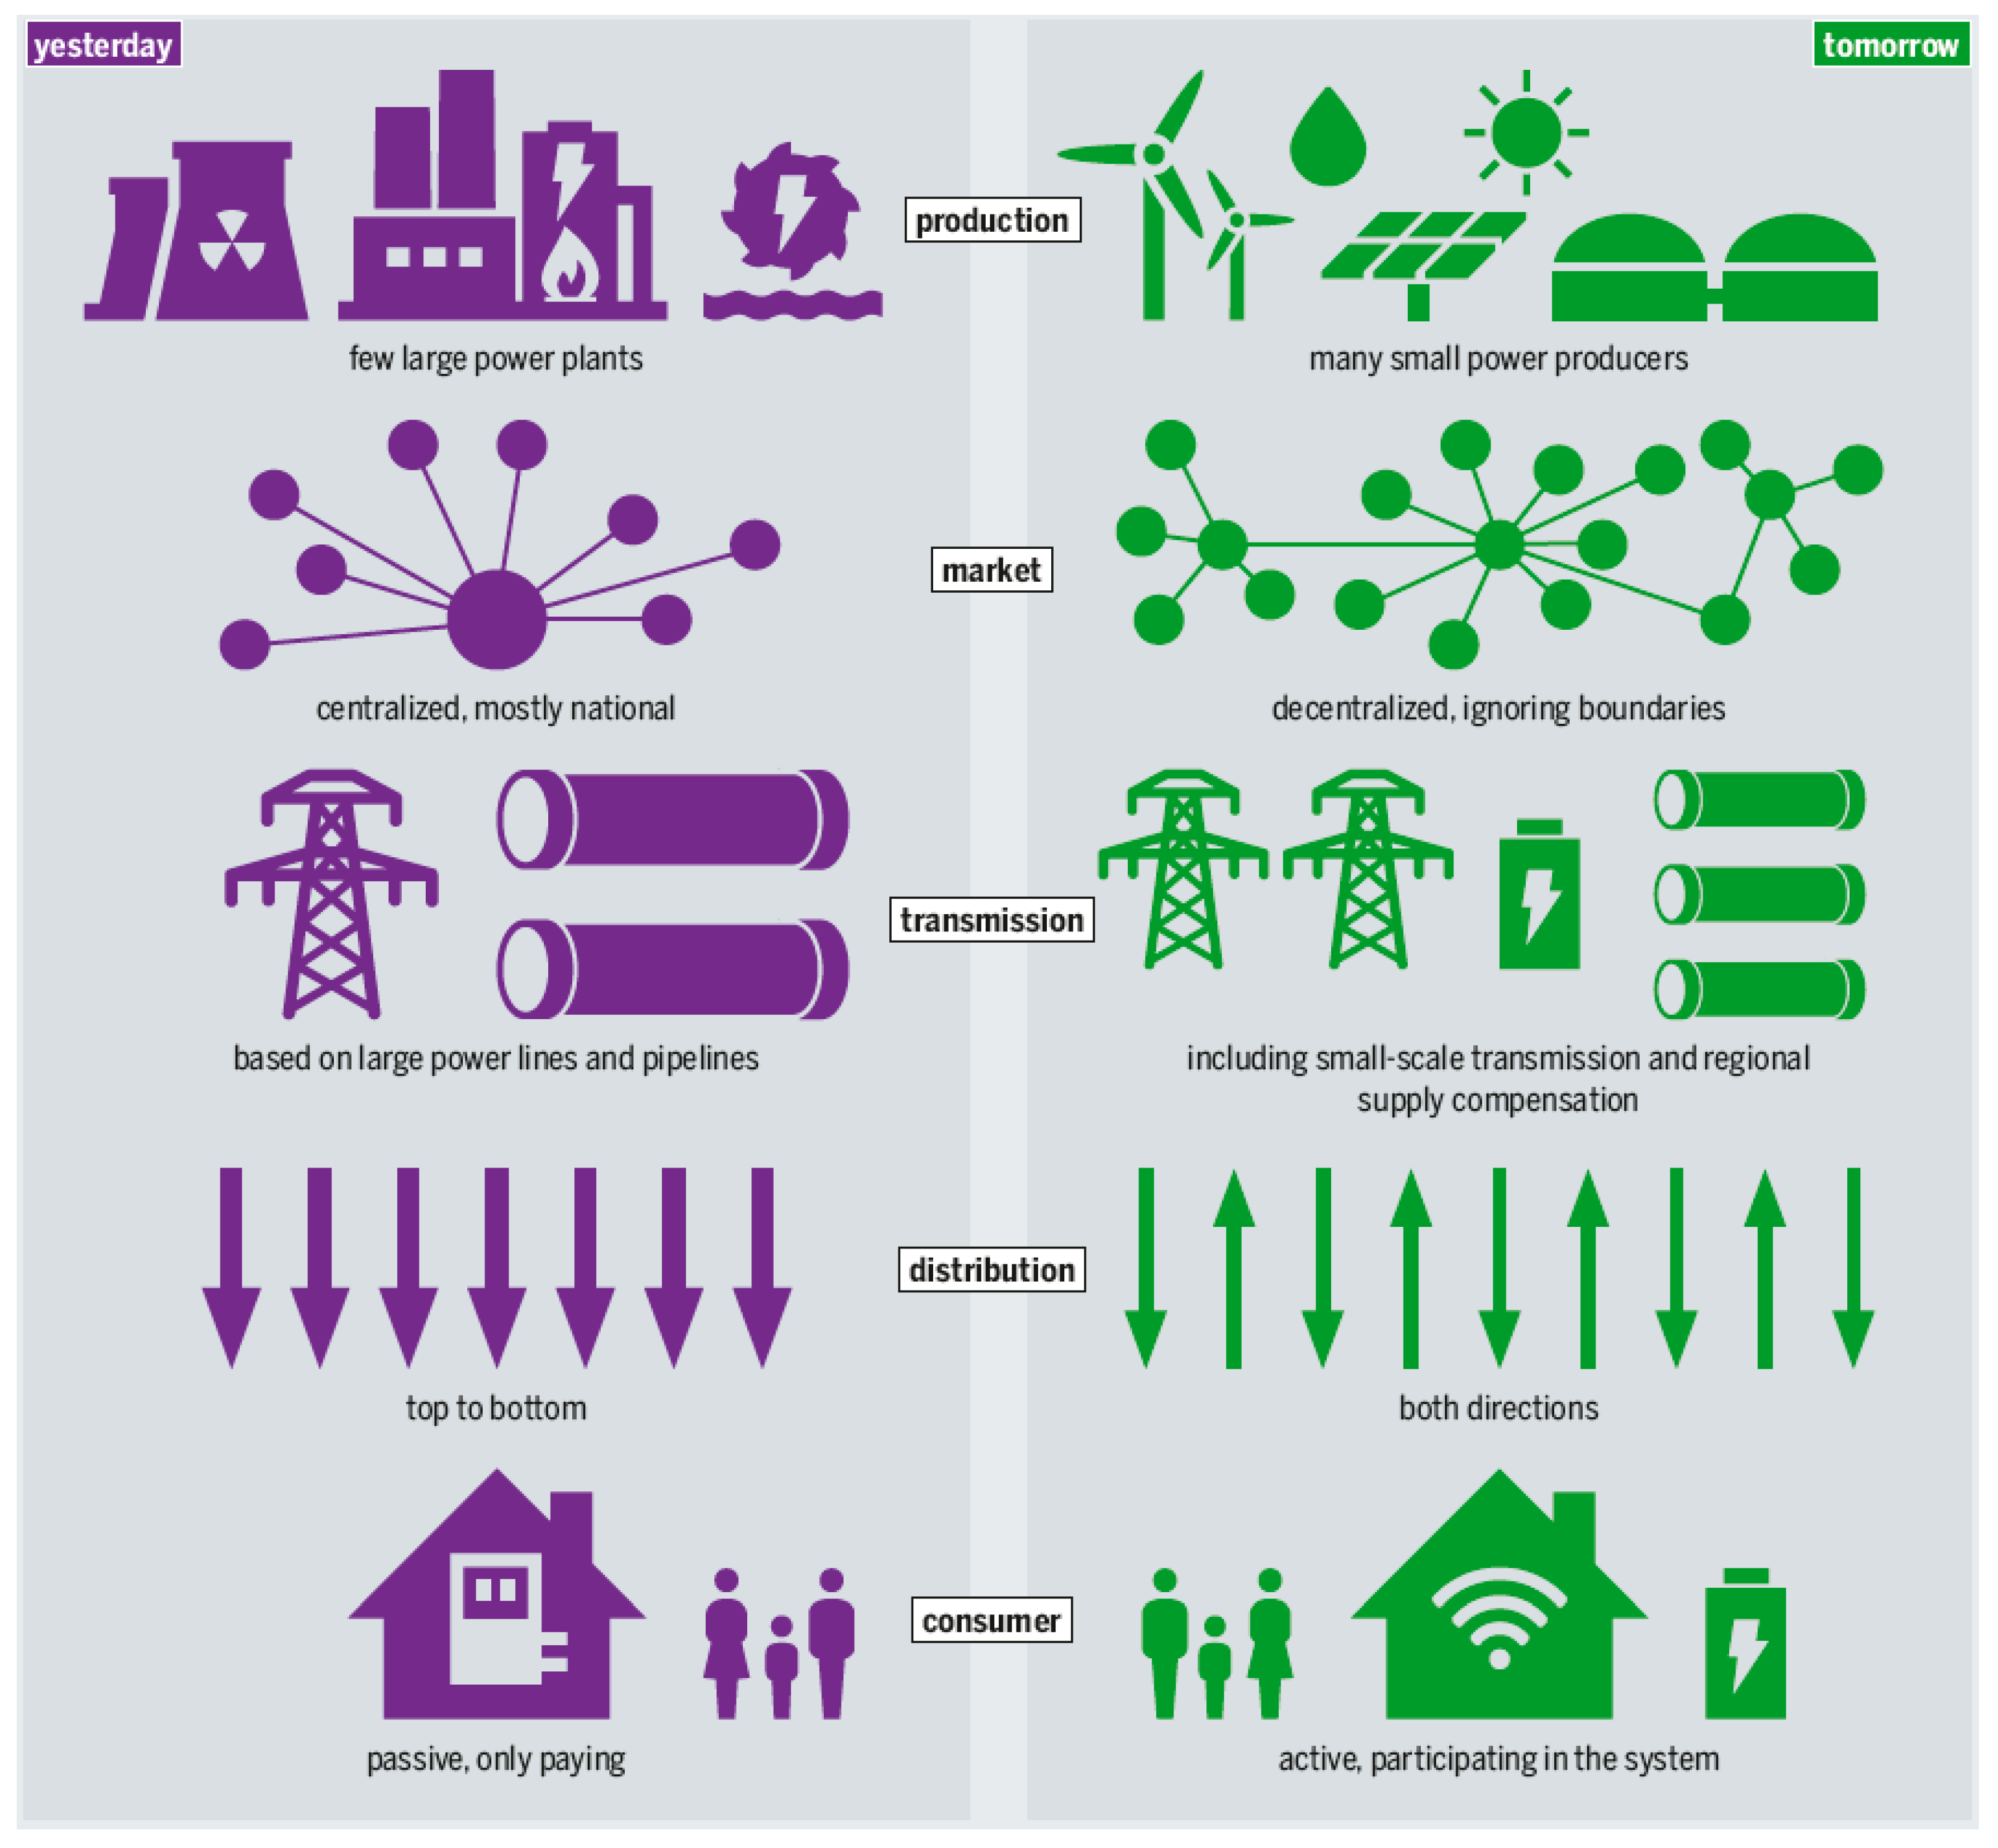 yesterday
tomorrow
production
few large power plants
many small power producers
market
centralized, mostly national
decentralized, ignoring boundaries
transmission
based on large power lines and pipelines
including small-scale transmission and regional
supply compensation
distribution
top to bottom
both directions
consumer
passive, only paying
active, participating in the system